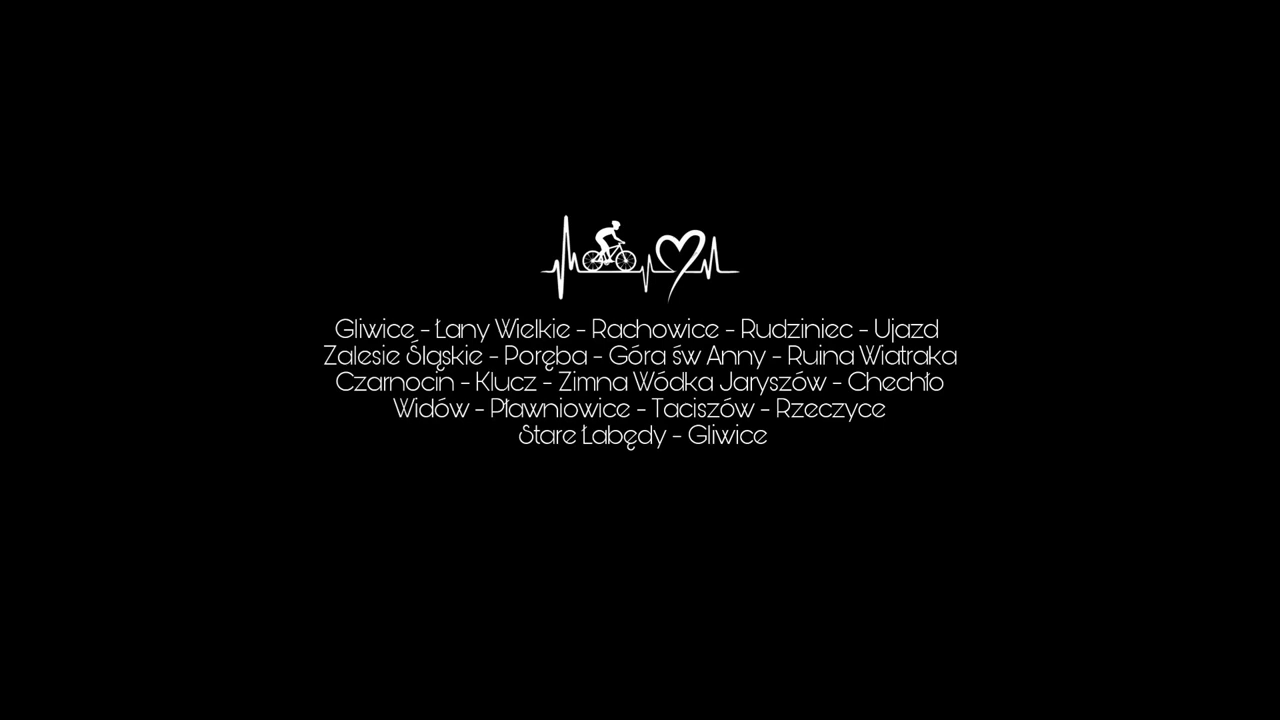 Gliwice - Łany Wielkie - Rachowice - Rudziniec - Ujazd
Zalesie Śląskie - Poręba - Góra św Anny - Ruina Wiatraka
Czarnocin - Klucz - Zimna Wódka Jaryszów - Chechło
Widów - Pławniowice - Taciszów - Rzeczyce
Stare Łabędy - Gliwice